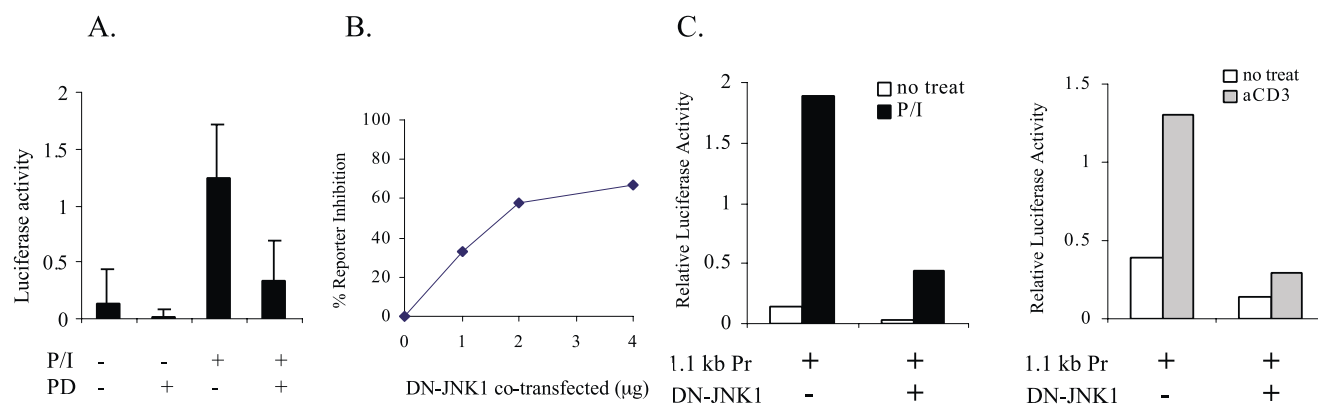 A.
Luciferase activity
2
1.5
1
0.5
0
P/I - - + +
PD - + - +
B.
% Reporter Inhibition
100
80
60
40
20
0
0 1 2 3 4
DN-JNK1 co-transfected (µg)
C.
Relative Luciferase Activity
2
1.5
1
0.5
0
no treat
P/I
1.1 kb Pr + +
DN-JNK1 - +
Relative Luciferase Activity
1.5
1
0.5
0
no treat
aCD3
1.1 kb Pr + +
DN-JNK1 - +